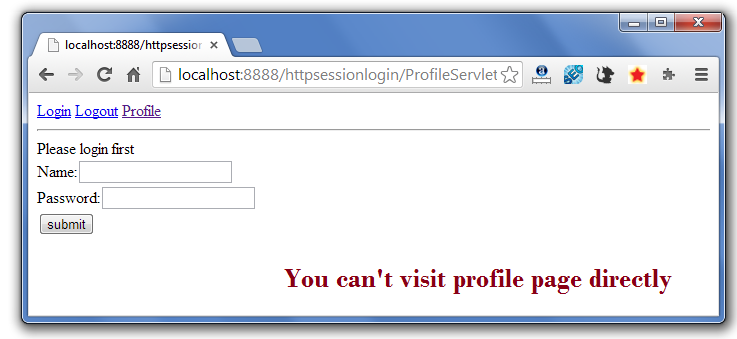 localhost:8888/httpsession
localhost:8888/httpsessionlogin/ProfileServlet
Login Logout Profile
Please login first
Name:
Password:
submit
You can't visit profile page directly